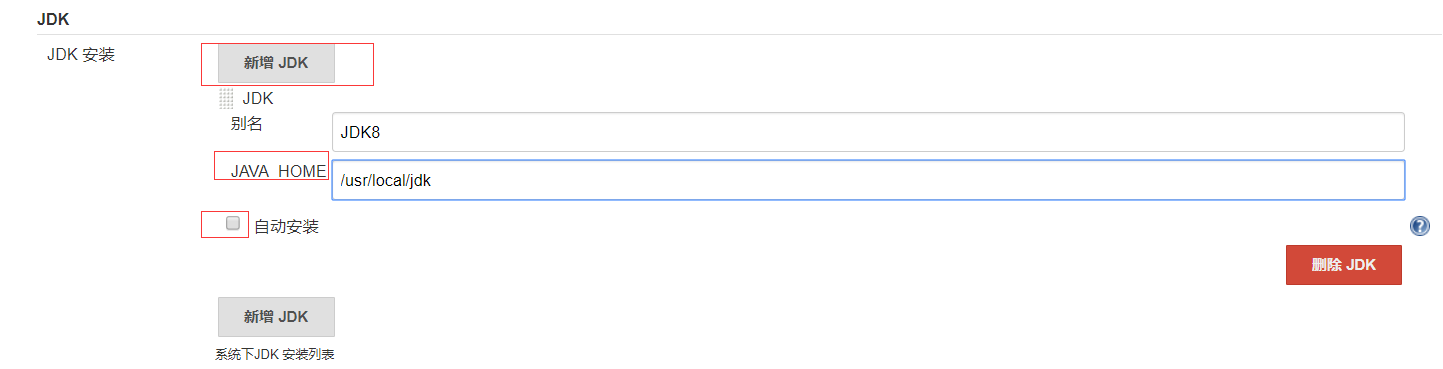 JDK
JDK 安装
新增 JDK
JDK
别名
JDK8
JAVA_HOME
/usr/local/jdk
自动安装
?
删除 JDK
新增 JDK
系统下JDK 安装列表